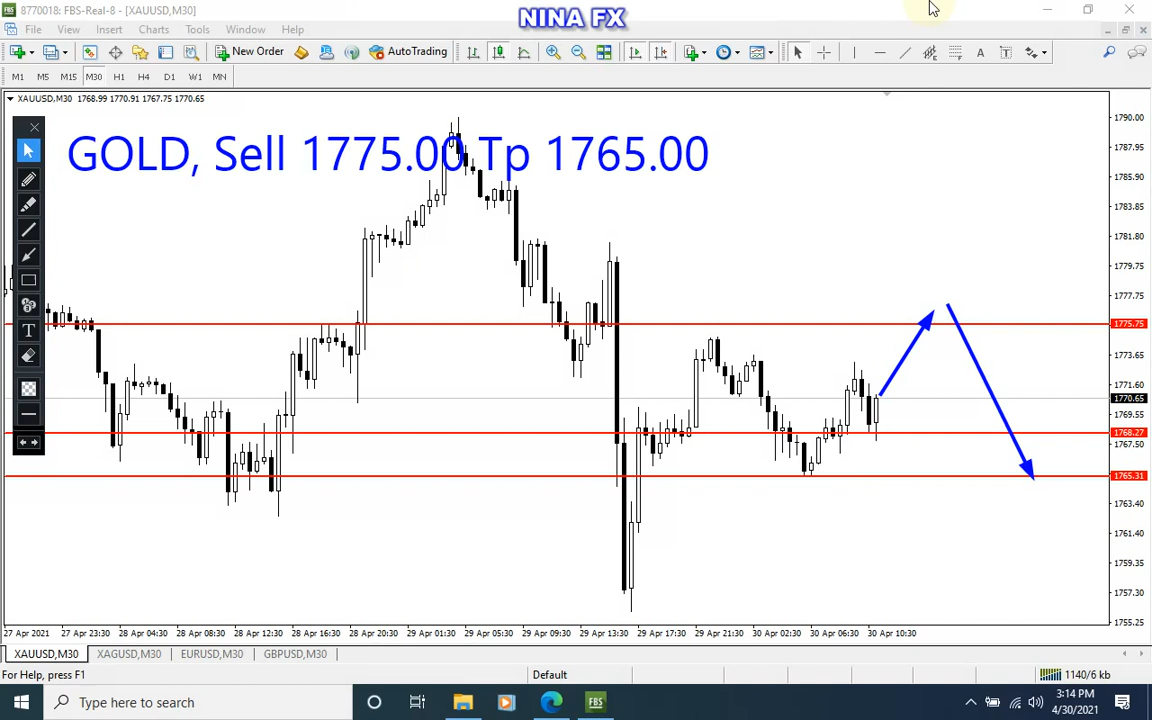 8770018: FBS-Real-8 - [XAUUSD,M30]
NINA FX
File View Insert Charts Tools Window Help
New Order AutoTrading
M1 M5 M15 M30 H1 H4 D1 W1 MN
XAUUSD,M30 1768.99 1770.91 1767.75 1770.65
GOLD, Sell 1775.00 Tp 1765.00
1790.00
1787.95
1785.90
1783.85
1781.80
1779.75
1777.75
1775.75
1773.65
1771.60
1770.65
1769.55
1768.27
1767.50
1765.31
1763.40
1761.40
1759.35
1757.30
1755.25
27 Apr 2021 27 Apr 23:30 28 Apr 04:30 28 Apr 08:30 28 Apr 12:30 28 Apr 16:30 28 Apr 20:30 29 Apr 01:30 29 Apr 05:30 29 Apr 09:30 29 Apr 13:30 29 Apr 17:30 29 Apr 21:30 30 Apr 02:30 30 Apr 06:30 30 Apr 10:30
XAUUSD,M30 XAGUSD,M30 EURUSD,M30 GBPUSD,M30
For Help, press F1 Default 1140/6 kb
Type here to search
FBS
3:14 PM
4/30/2021